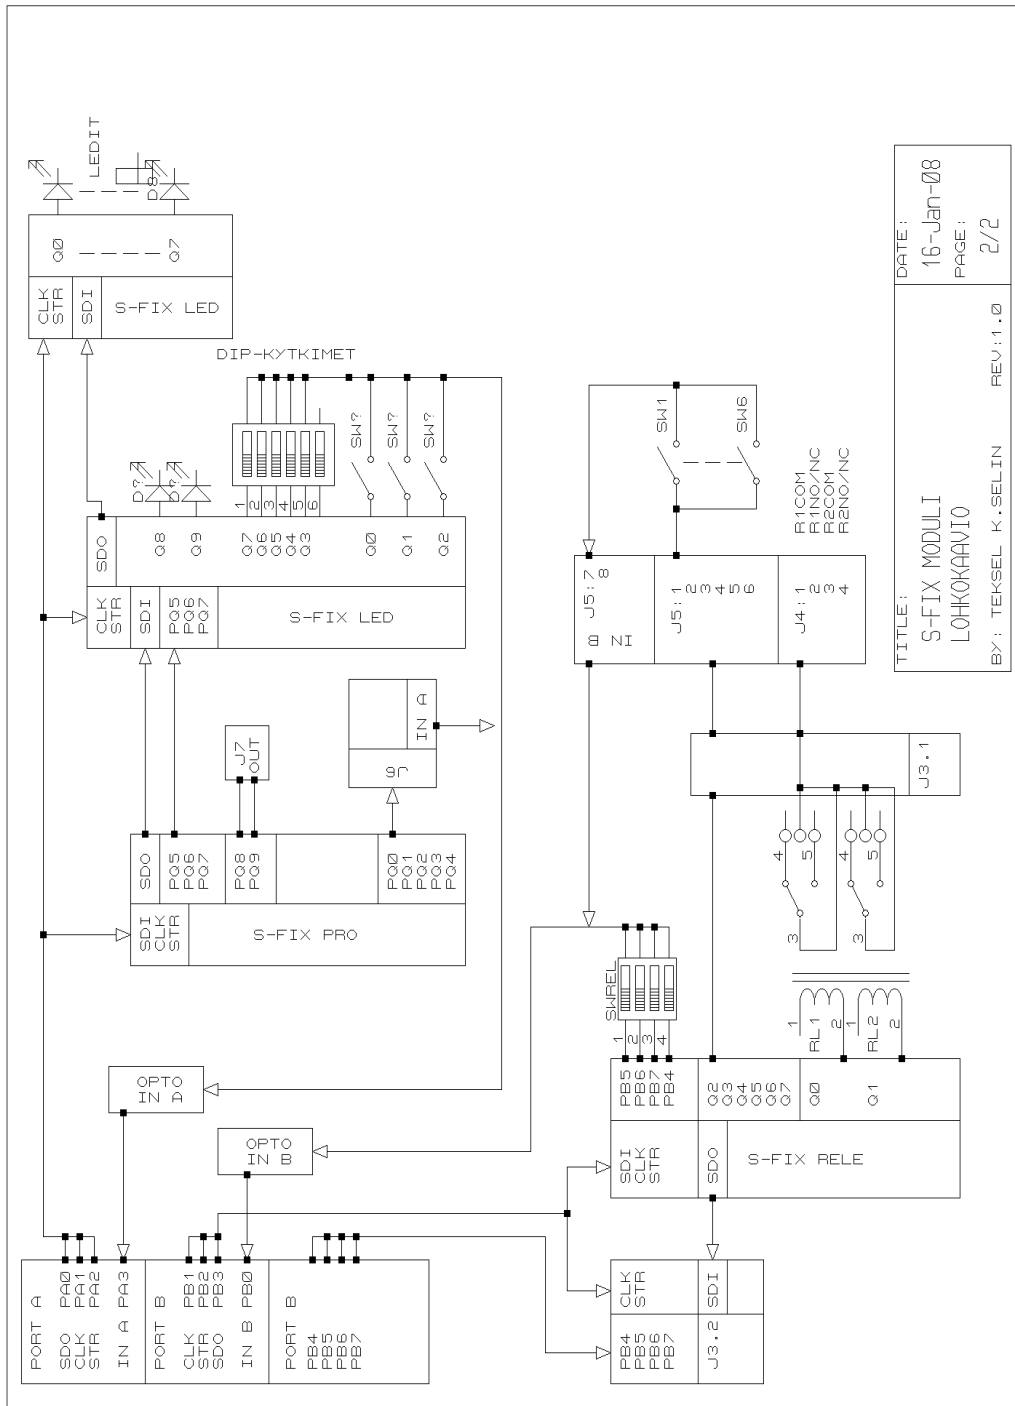 LEDIT
D8
Q0
Q7
CLK
STR
SDI
S-FIX LED
DIP-KYTKIMET
D?
D?
1
2
3
4
5
6
SW?
SW?
SW?
SDO
Q8
Q9
Q7
Q6
Q5
Q4
Q3
Q0
Q1
Q2
CLK
STR
SDI
PQ5
PQ6
PQ7
S-FIX LED
J7
OUT
IN A
J6
SDO
PQ5
PQ6
PQ7
PQ8
PQ9
PQ0
PQ1
PQ2
PQ3
PQ4
SDI
CLK
STR
S-FIX PRO
OPTO
IN A
OPTO
IN B
PORT A
SDO PA0
CLK PA1
STR PA2
IN A PA3
PORT B
CLK PB1
STR PB2
SDO PB3
IN B PB0
PORT B
PB4
PB5
PB6
PB7
SW1
SW6
R1COM
R1NO/NC
R2COM
R2NO/NC
J5:7
8
IN B
J5:1
2
3
4
5
6
J4:1
2
3
4
J3.1
4
5
3
4
5
3
SWREL
1
2
3
4
1
RL1
2
1
RL2
2
PB5
PB6
PB7
PB4
Q2
Q3
Q4
Q5
Q6
Q7
Q0
Q1
SDI
CLK
STR
SDO
S-FIX RELE
CLK
STR
SDI
PB4
PB5
PB6
PB7
J3.2
TITLE:
S-FIX MODULI
LOHKOKAAVIO
BY: TEKSEL K.SELIN REV:1.0
DATE:
16-Jan-08
PAGE:
2/2